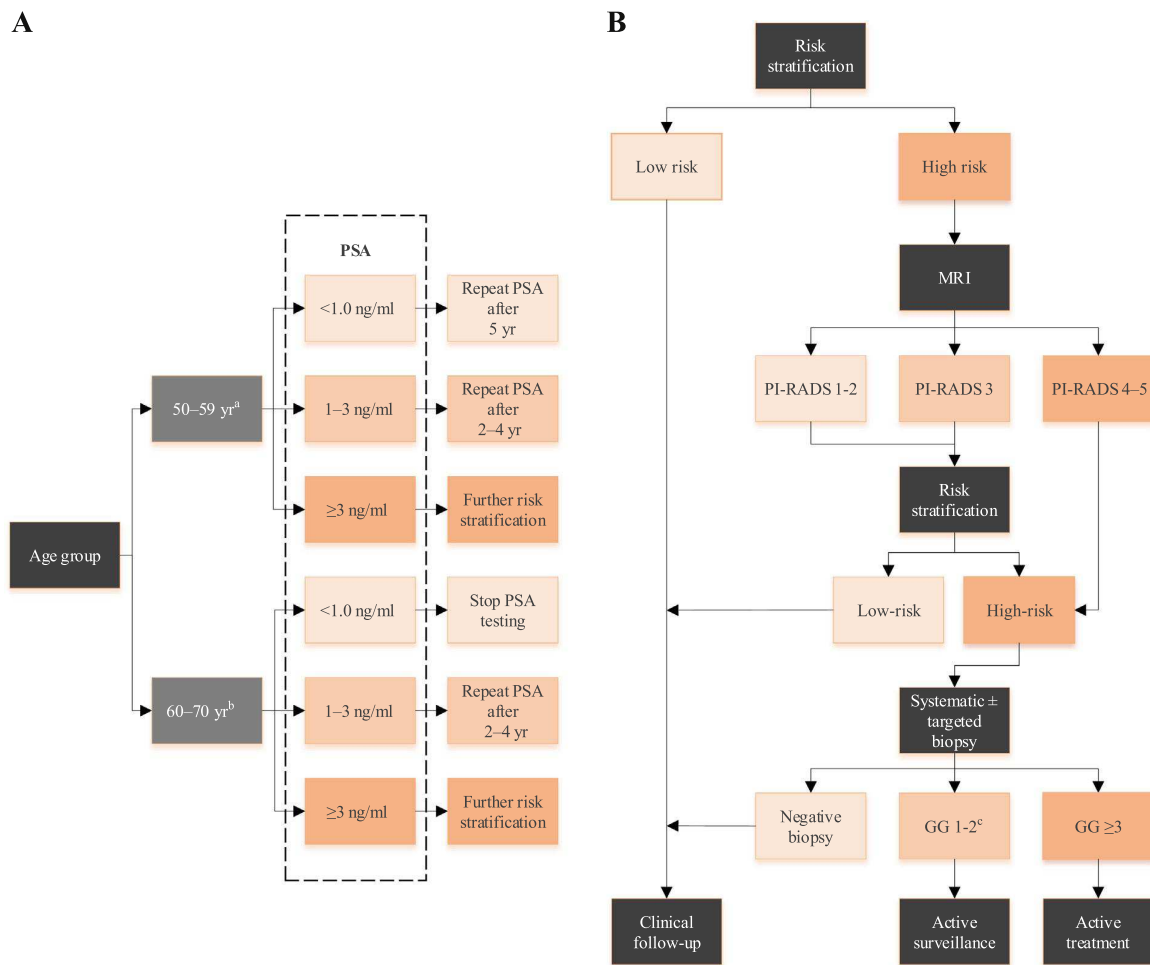 A
Age group
50–59 yrᵃ
60–70 yrᵇ
PSA
<1.0 ng/ml
Repeat PSA
after
5 yr
1–3 ng/ml
Repeat PSA
after
2–4 yr
≥3 ng/ml
Further risk
stratification
<1.0 ng/ml
Stop PSA
testing
1–3 ng/ml
Repeat PSA
after
2–4 yr
≥3 ng/ml
Further risk
stratification
B
Risk
stratification
Low risk
High risk
MRI
PI-RADS 1-2
PI-RADS 3
PI-RADS 4–5
Risk
stratification
Low-risk
High-risk
Systematic ±
targeted
biopsy
Negative
biopsy
GG 1-2ᶜ
GG ≥3
Clinical
follow-up
Active
surveillance
Active
treatment